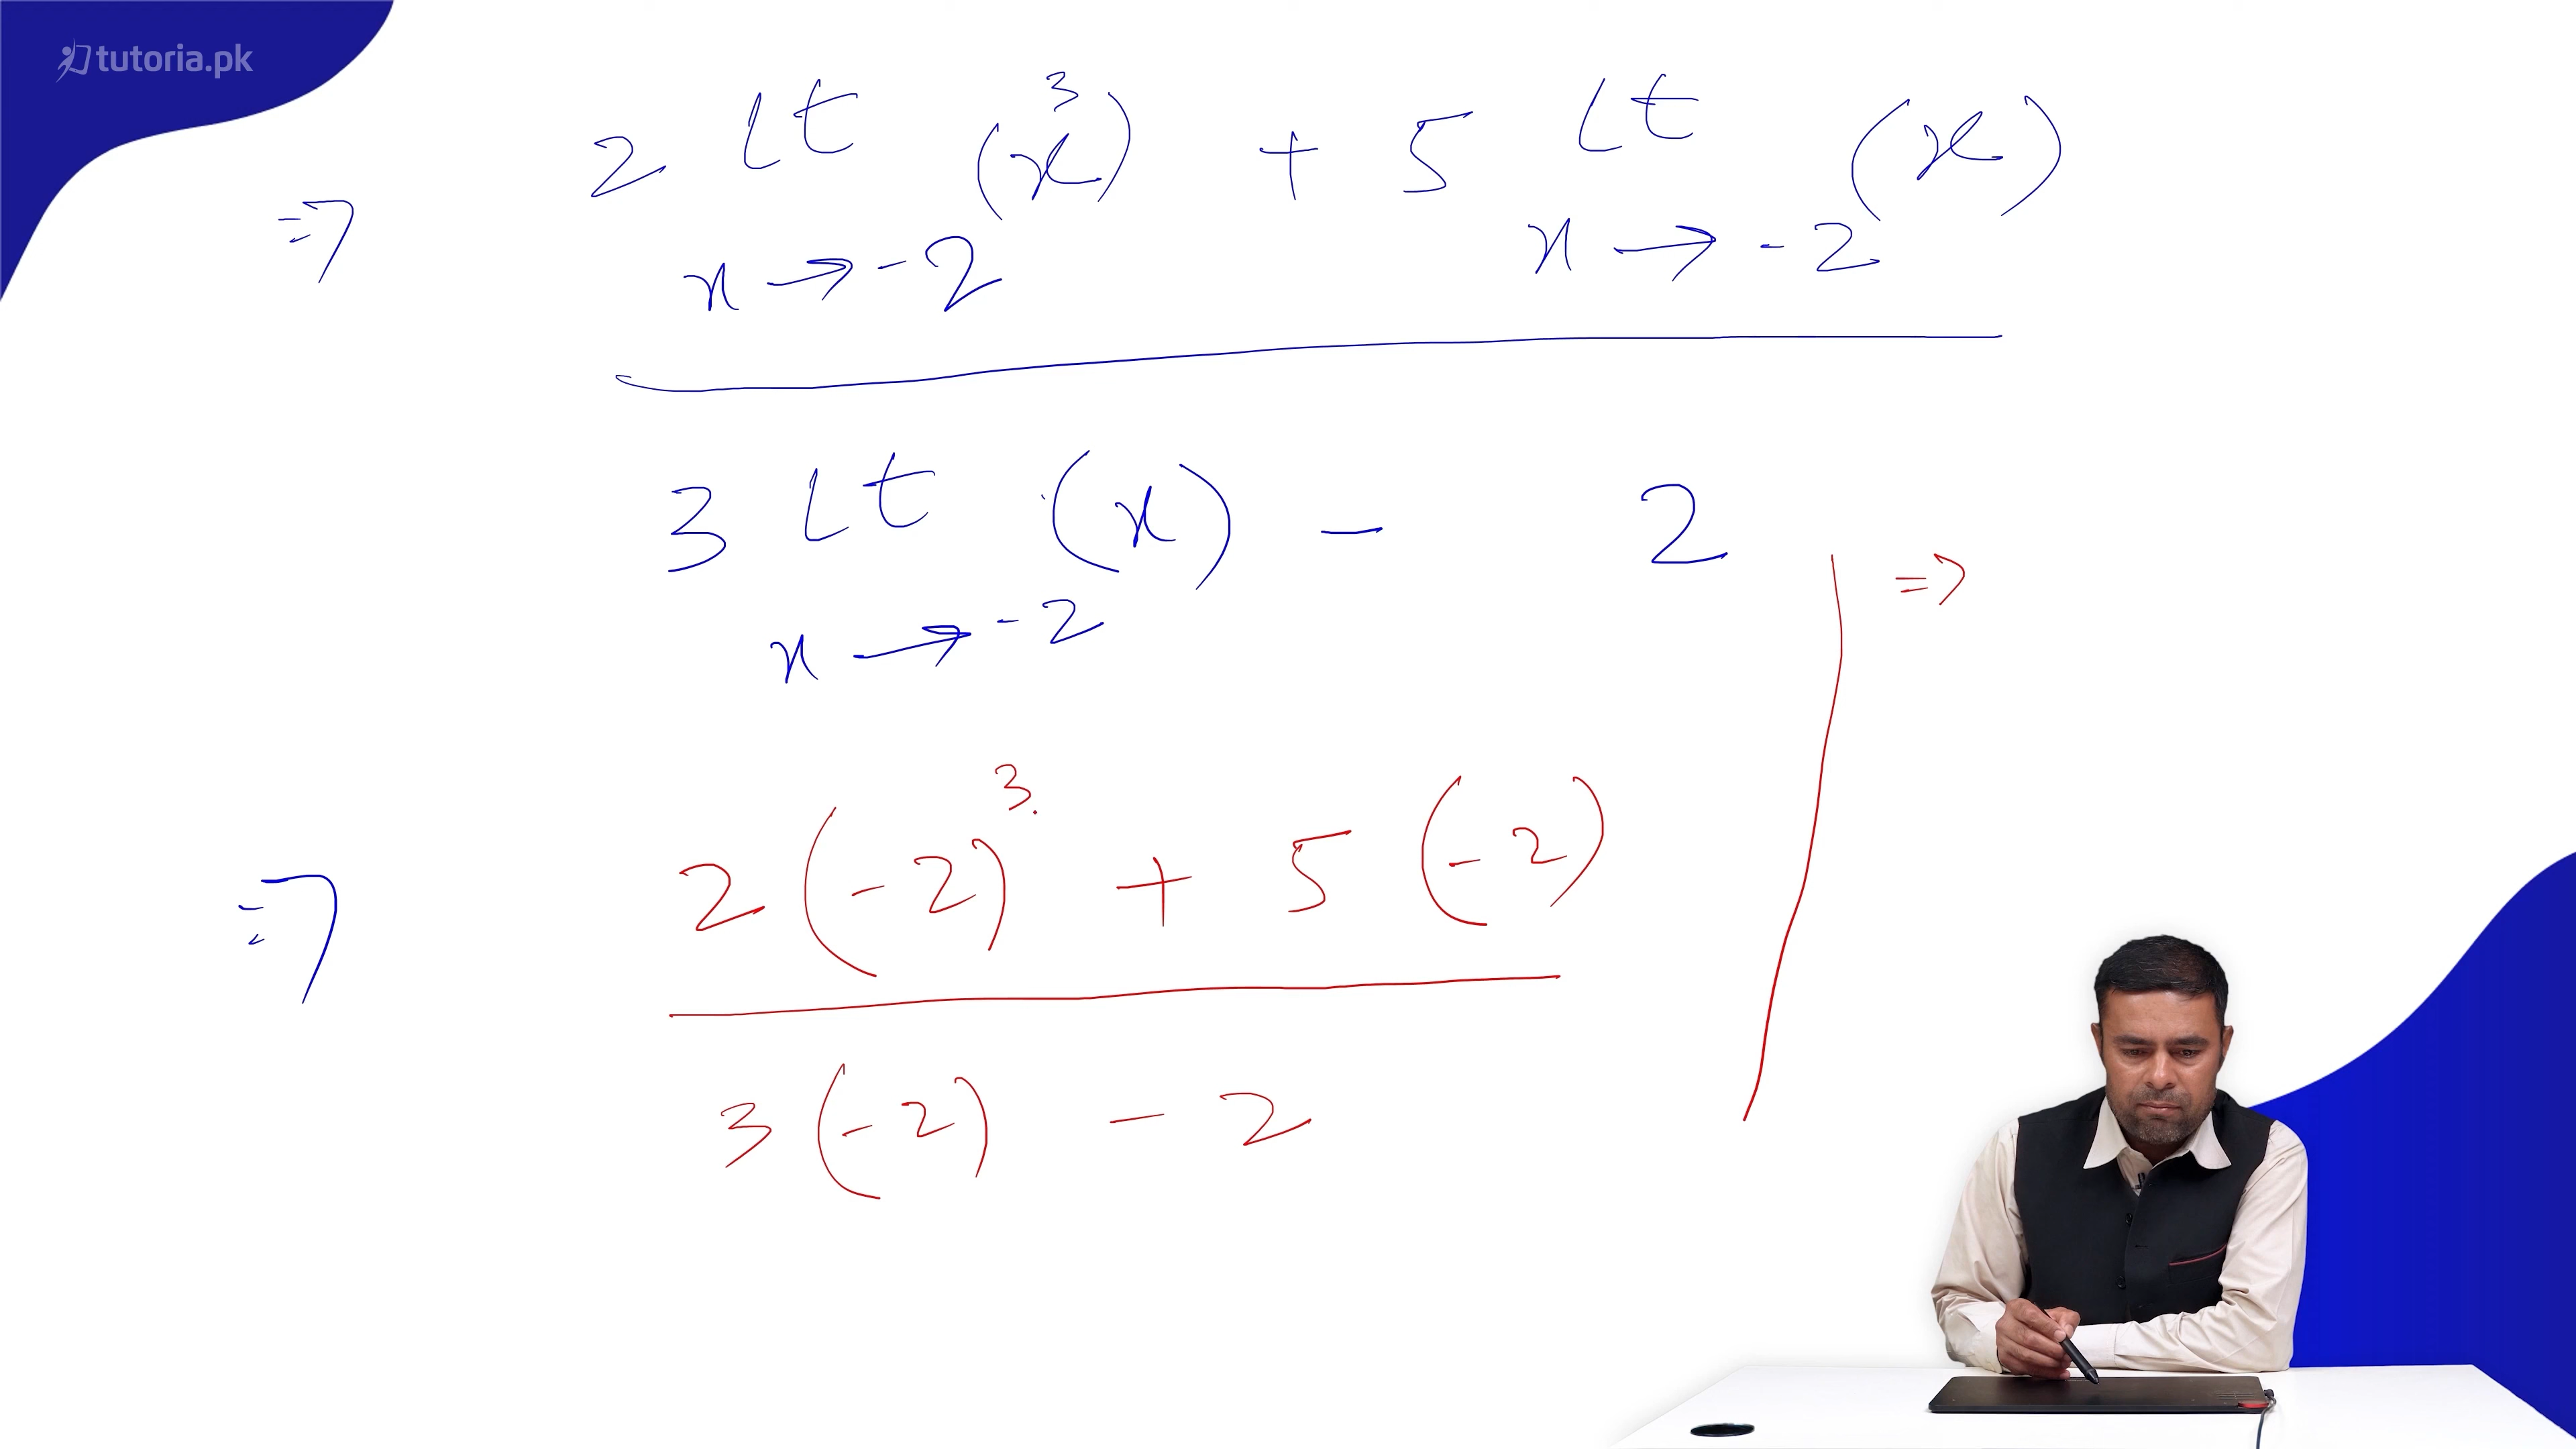 tutoria.pk
=> 2 Lt (x³) + 5 Lt (x)
x → -2 x → -2
3 Lt (x) - 2
x → -2
=>
2(-2)³ + 5(-2)
=>
3(-2) - 2